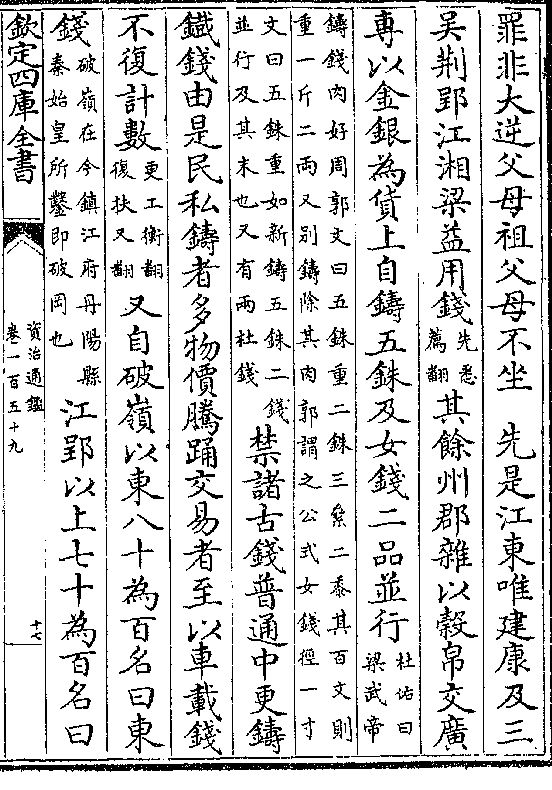 罪非大逆父母祖父母不坐　先是江東唯建康及三
吴荆郢江湘梁益用錢先悉薦翻其餘州郡雜以穀帛交廣
専以金銀為貨上自鑄五銖及女錢二品並行杜佑曰梁武帝
鑄錢肉好周郭文曰五銖重二銖三絫二黍其百文則
重一斤二兩又别鑄除其肉郭謂之公式女錢徑一寸
文曰五銖重如新鑄五銖二錢
並行及其末也又有兩杜錢
禁諸古錢普通中更鑄
鐵錢由是民私鑄者多物價騰踊交易者至以車載錢
不復計數更工衡翻復扶又翻又自破嶺以東八十為百名曰東
錢破嶺在今鎮江府丹陽縣秦始皇所鑿即破岡也江郢以上七十為百名曰
欽定四庫全書
資治通鑑
卷一百五十九
十七